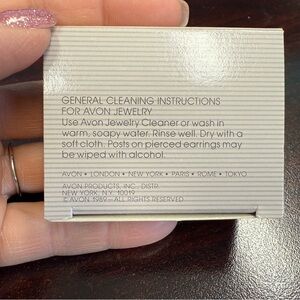 GENERAL CLEANING INSTRUCTIONS
FOR AVON JEWELRY
Use Avon Jewelry Cleaner or wash in
warm, soapy water. Rinse well. Dry with a
soft cloth. Posts on pierced earrings may
be wiped with alcohol.
AVON • LONDON • NEW YORK • PARIS • ROME • TOKYO
AVON PRODUCTS, INC. DISTR.
NEW YORK, N.Y. 10019
© AVON 1989—ALL RIGHTS RESERVED